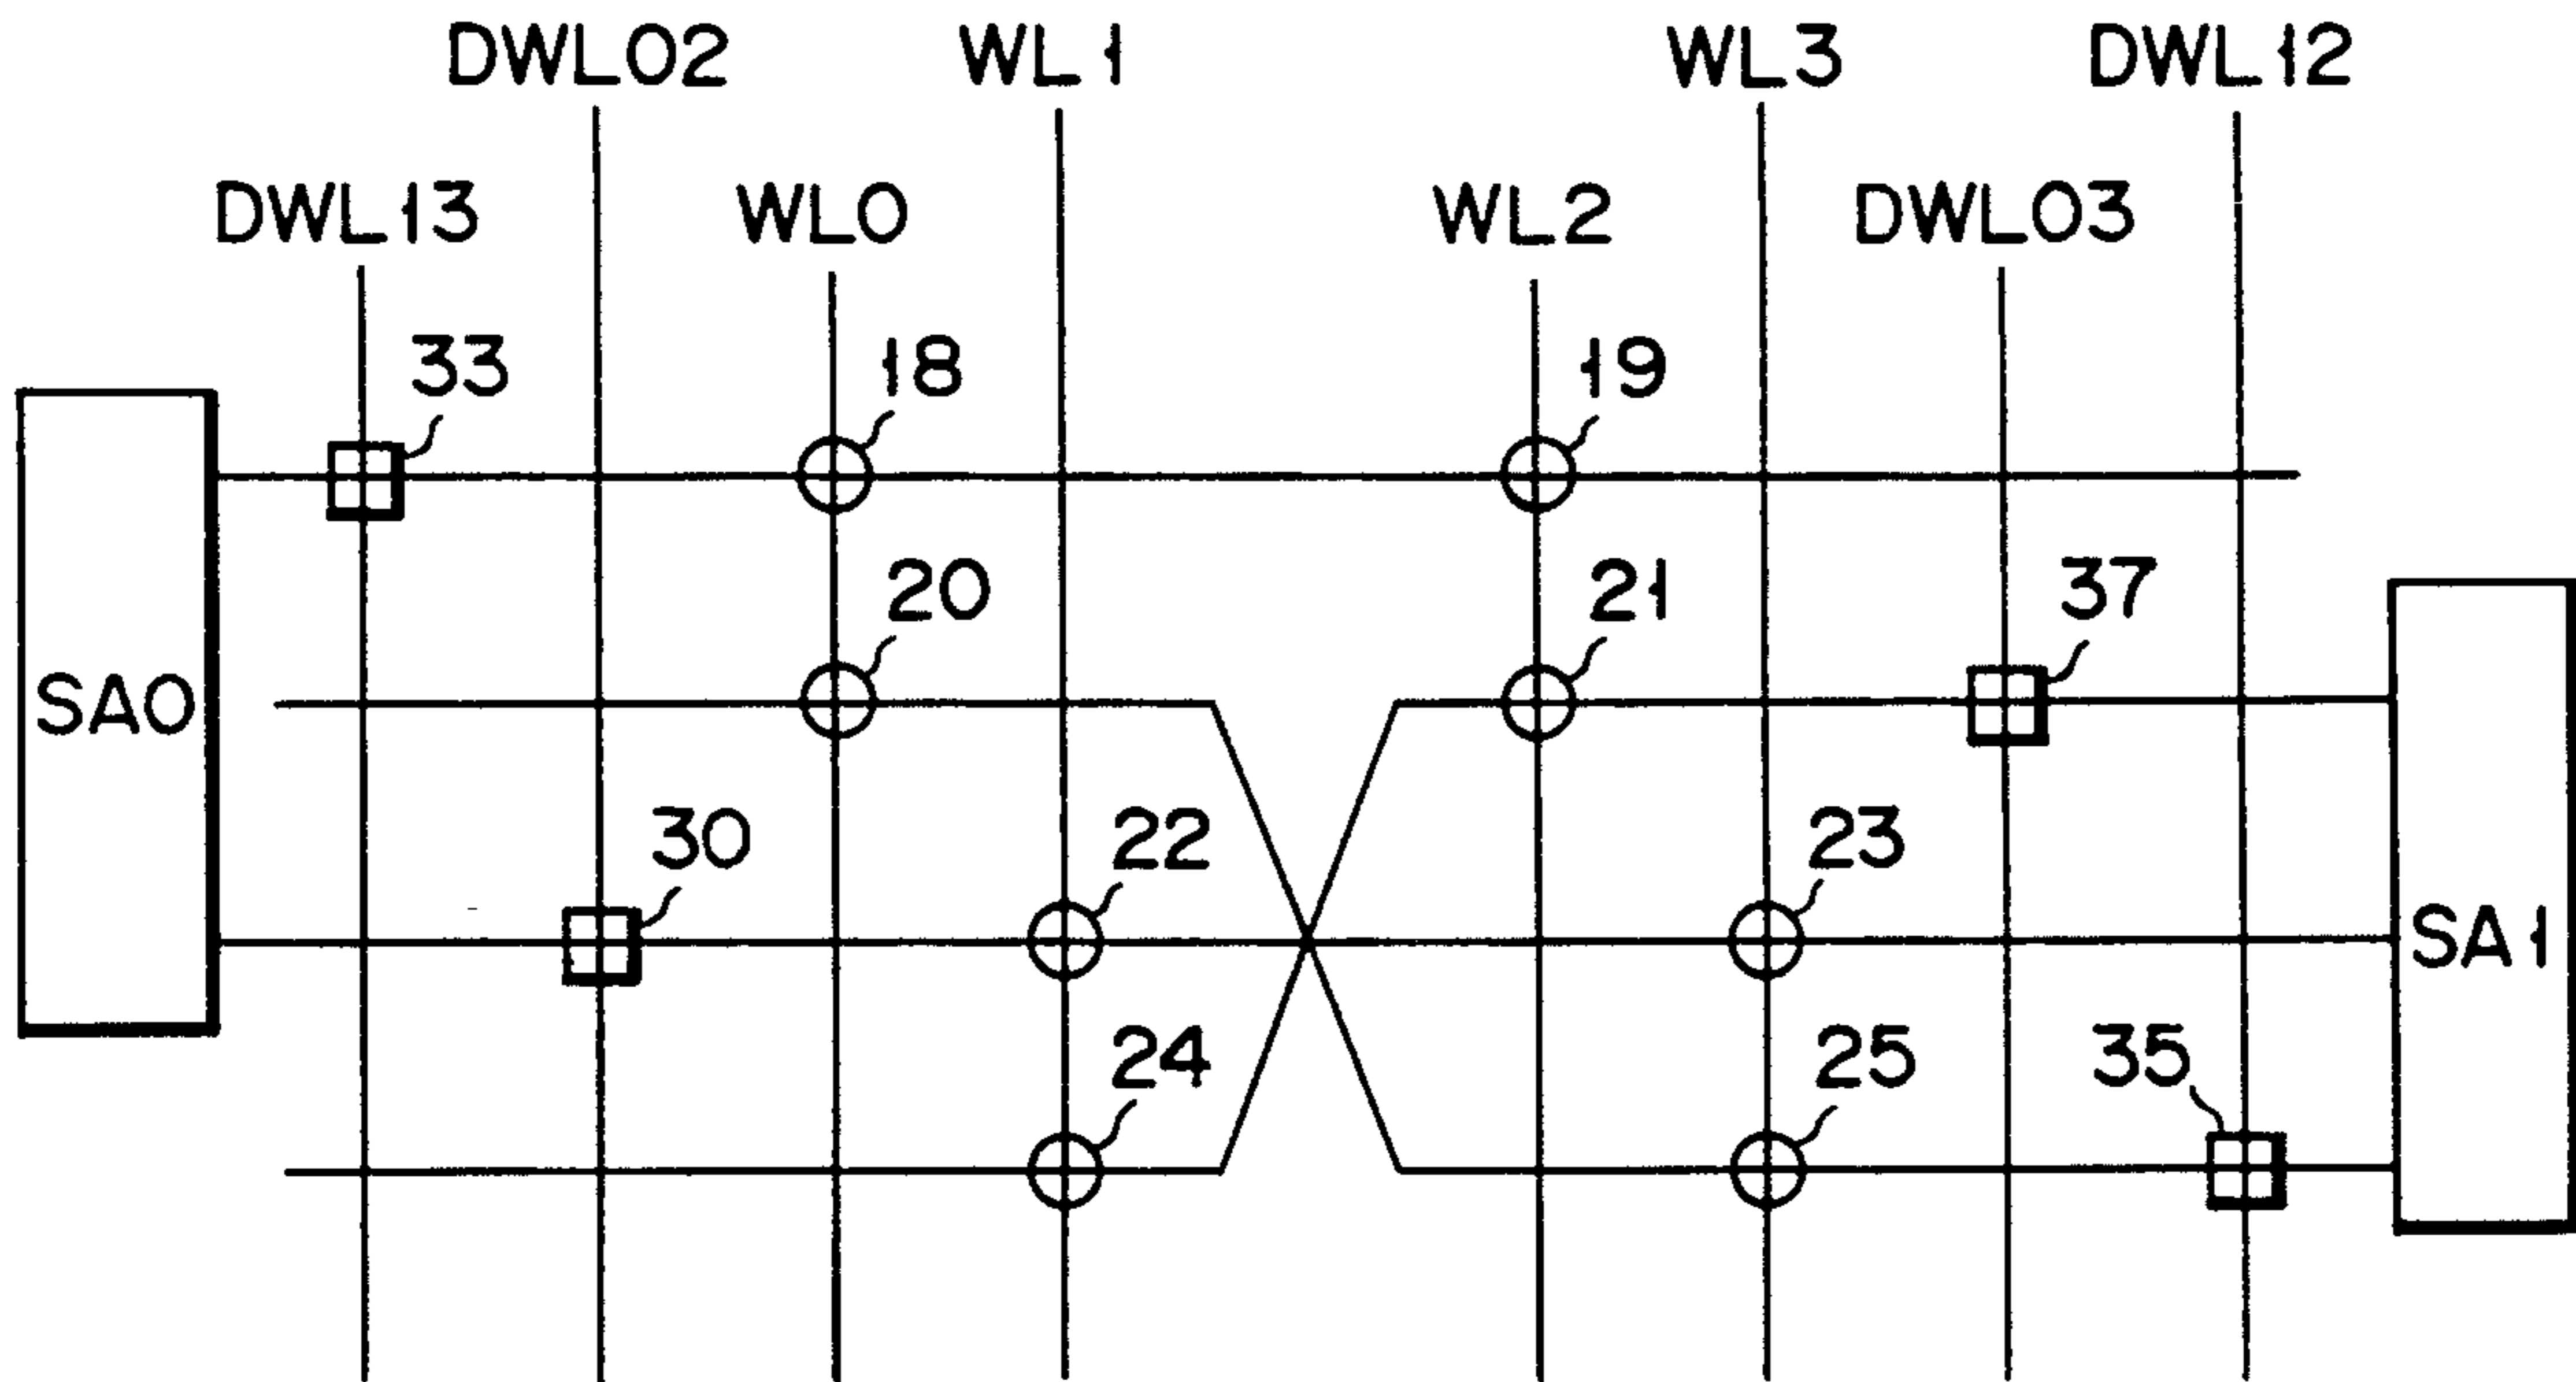 DWL02 WL1 WL3 DWL12
DWL13 WL0 WL2 DWL03
33 18 19
20 21 37
SA0
30 22 23
SA1
24 25 35